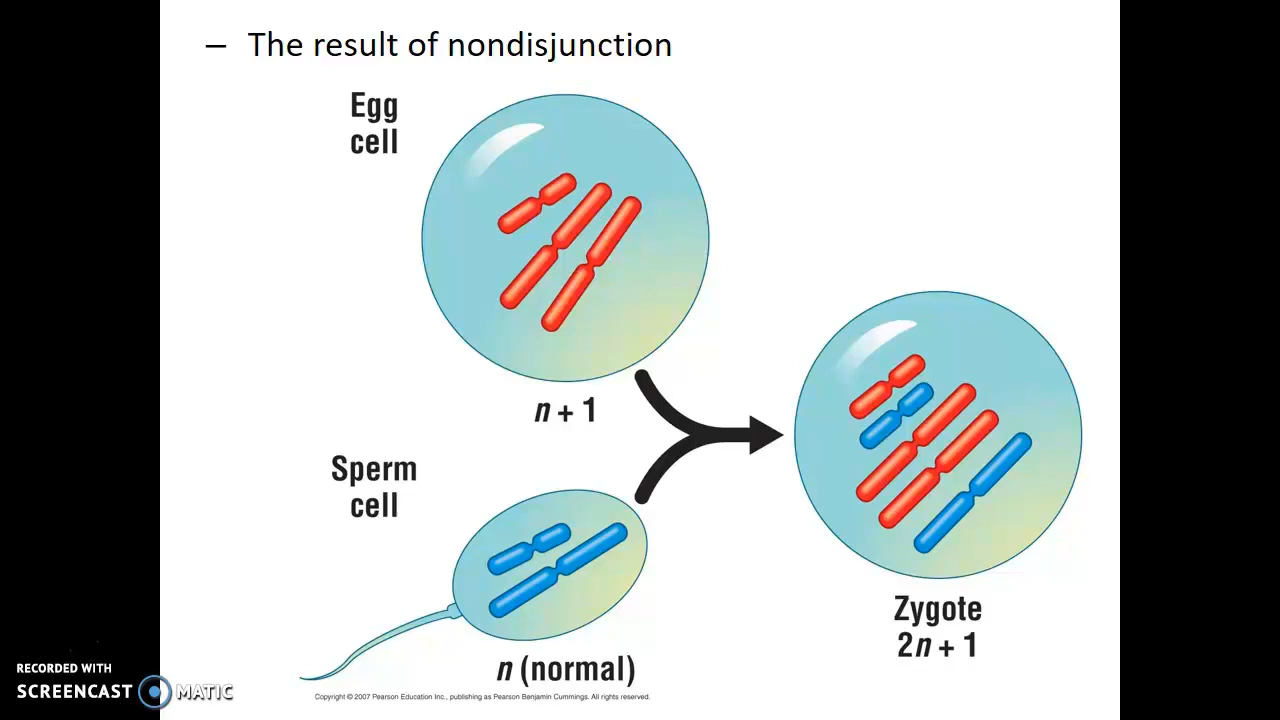 – The result of nondisjunction
Egg
cell
n + 1
Sperm
cell
n (normal)
Zygote
2n + 1
Copyright © 2007 Pearson Education Inc., publishing as Pearson Benjamin Cummings. All rights reserved.
RECORDED WITH
SCREENCAST MATIC